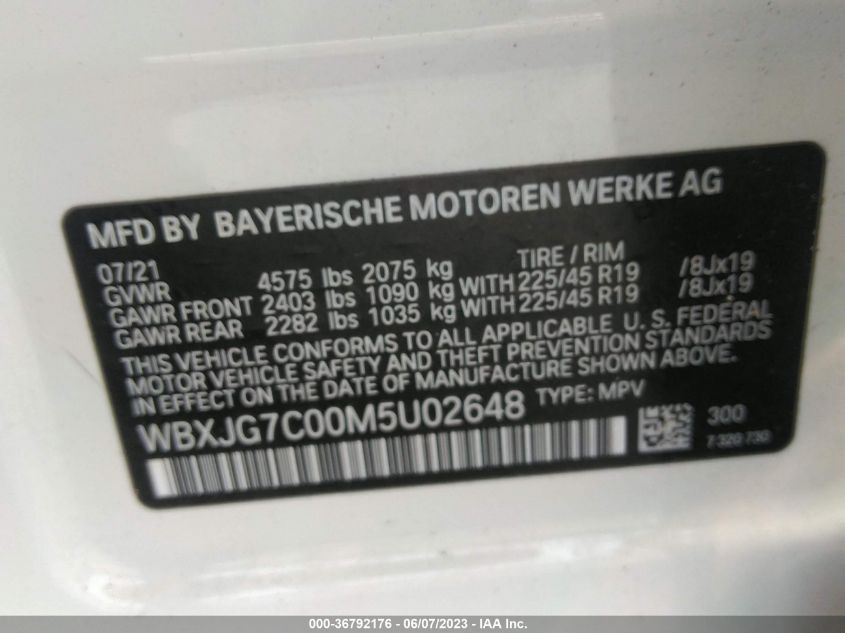 MFD BY BAYERISCHE MOTOREN WERKE AG
07/21 TIRE / RIM
GVWR 4575 lbs 2075 kg
GAWR FRONT 2403 lbs 1090 kg WITH 225/45 R19 /8Jx19
GAWR REAR 2282 lbs 1035 kg WITH 225/45 R19 /8Jx19
THIS VEHICLE CONFORMS TO ALL APPLICABLE U. S. FEDERAL
MOTOR VEHICLE SAFETY AND THEFT PREVENTION STANDARDS
IN EFFECT ON THE DATE OF MANUFACTURE SHOWN ABOVE.
WBXJG7C00M5U02648 TYPE: MPV
300
7 320 730
000-36792176 | 06/07/2023 - IAA Inc.